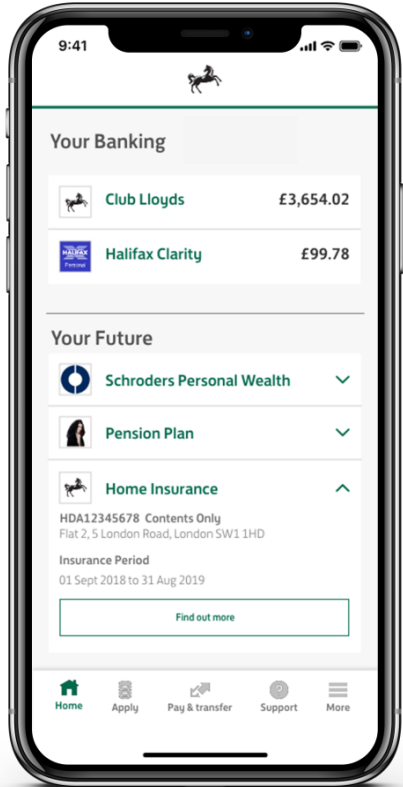 9:41
Your Banking
Club Lloyds £3,654.02
HALIFAX
Halifax Clarity £99.78
Your Future
Schroders Personal Wealth
Pension Plan
Home Insurance
HDA12345678 Contents Only
Flat 2, 5 London Road, London SW1 1HD
Insurance Period
01 Sept 2018 to 31 Aug 2019
Find out more
Home Apply Pay & transfer Support More